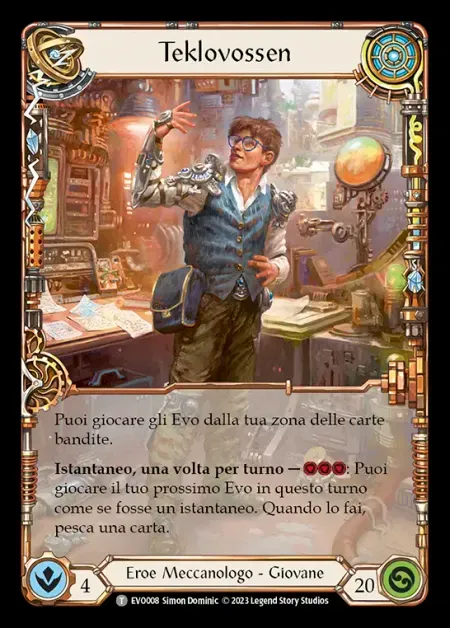 Teklovossen
Puoi giocare gli Evo dalla tua zona delle carte
bandite.
Istantaneo, una volta per turno — : Puoi
giocare il tuo prossimo Evo in questo turno
come se fosse un istantaneo. Quando lo fai,
pesca una carta.
4 Eroe Meccanologo - Giovane 20
T EVO008 Simon Dominic © 2023 Legend Story Studios